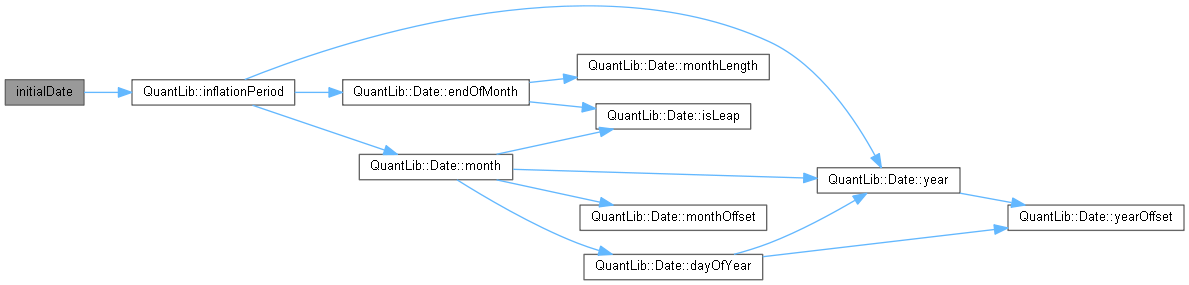 initialDate
QuantLib::inflationPeriod
QuantLib::Date::endOfMonth
QuantLib::Date::monthLength
QuantLib::Date::isLeap
QuantLib::Date::month
QuantLib::Date::year
QuantLib::Date::monthOffset
QuantLib::Date::yearOffset
QuantLib::Date::dayOfYear